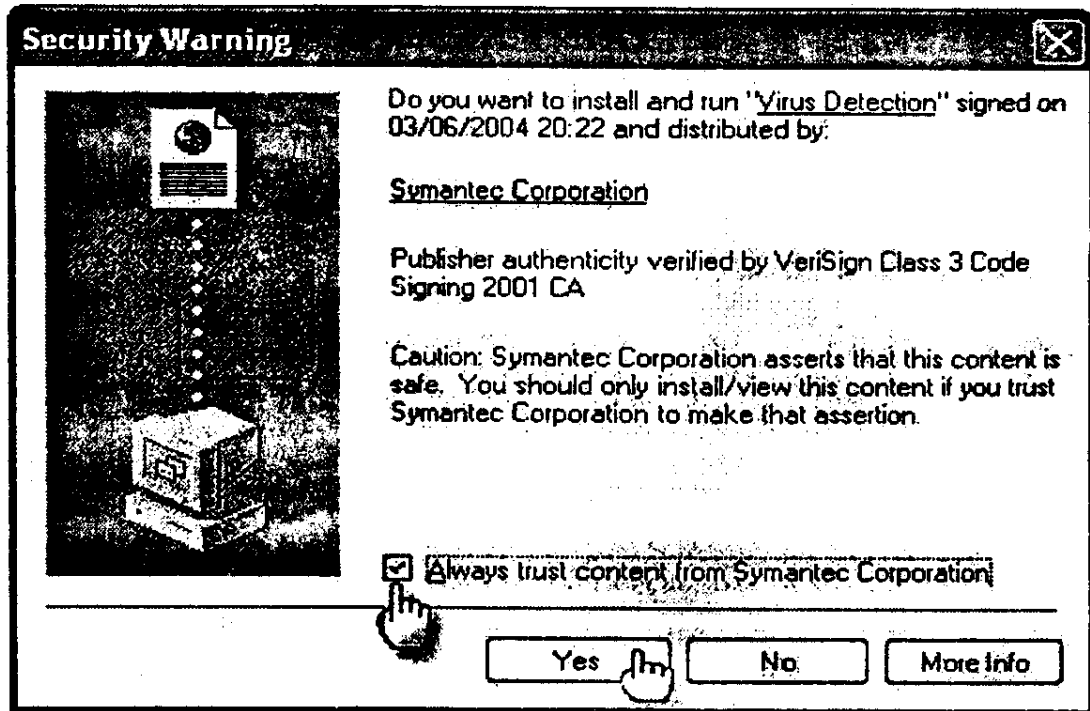 Security Warning
Do you want to install and run "Virus Detection" signed on
03/06/2004 20:22 and distributed by:
Symantec Corporation
Publisher authenticity verified by VeriSign Class 3 Code
Signing 2001 CA
Caution: Symantec Corporation asserts that this content is
safe. You should only install/view this content if you trust
Symantec Corporation to make that assertion.
Always trust content from Symantec Corporation
Yes
No
More Info